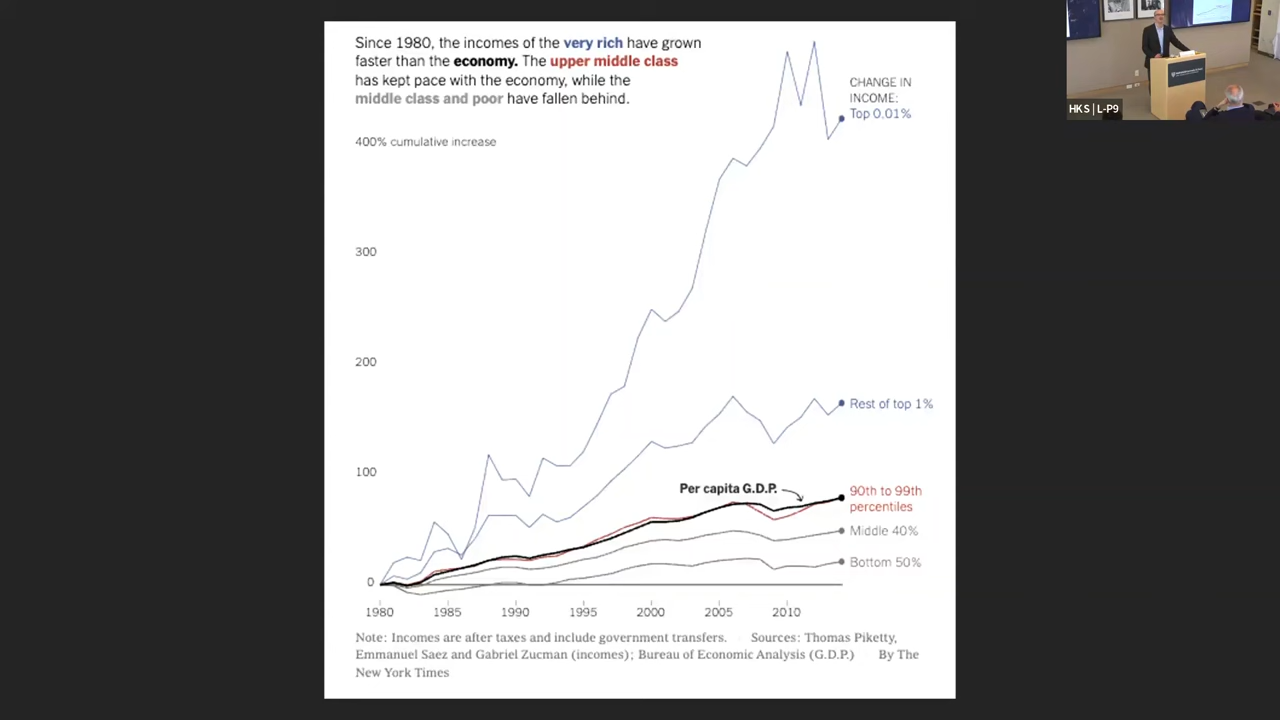 Since 1980, the incomes of the very rich have grown
faster than the economy. The upper middle class
has kept pace with the economy, while the
middle class and poor have fallen behind.
CHANGE IN
INCOME:
Top 0.01%
400% cumulative increase
300
200
Rest of top 1%
100
Per capita G.D.P.
90th to 99th
percentiles
Middle 40%
Bottom 50%
0
1980 1985 1990 1995 2000 2005 2010
Note: Incomes are after taxes and include government transfers. Sources: Thomas Piketty,
Emmanuel Saez and Gabriel Zucman (incomes); Bureau of Economic Analysis (G.D.P.) By The
New York Times
HKS | L-P9